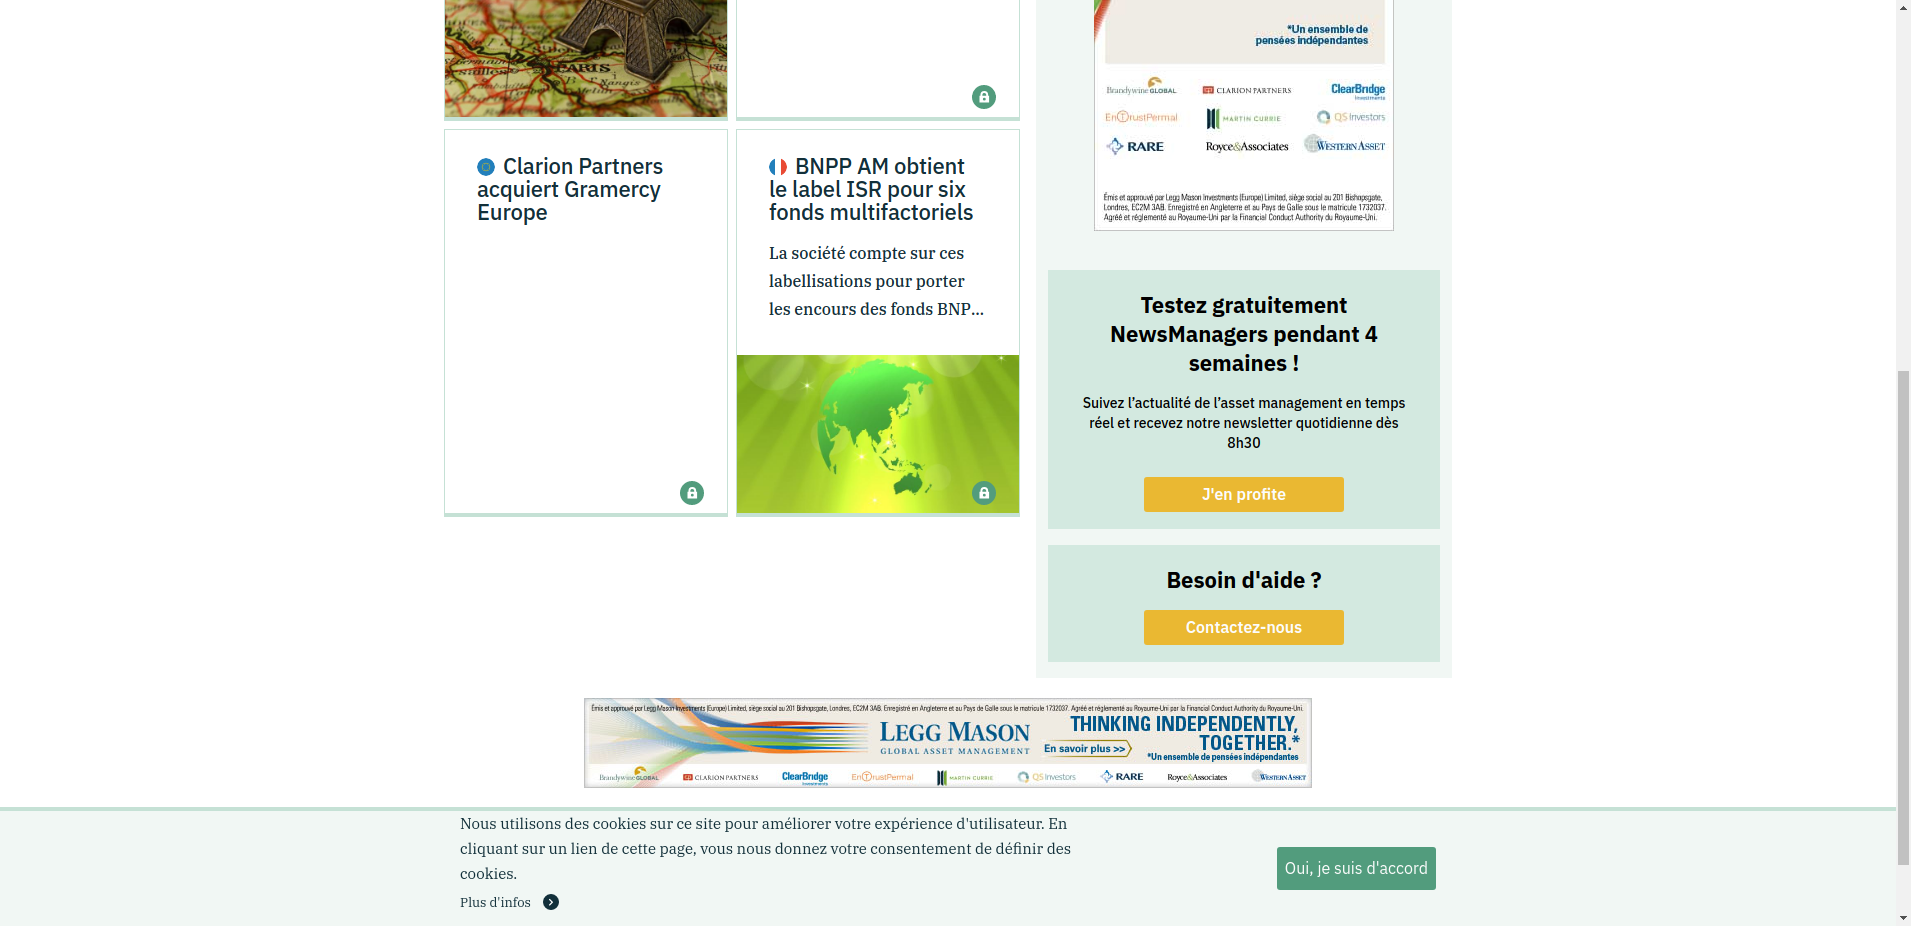 PARIS
Nangis
Melun
Clarion Partners
acquiert Gramercy
Europe
BNPP AM obtient
le label ISR pour six
fonds multifactoriels
La société compte sur ces
labellisations pour porter
les encours des fonds BNP...
*Un ensemble de
pensées indépendantes
BrandywineGLOBAL
CLARION PARTNERS
ClearBridge
Investments
EnTrustPermal
MARTIN CURRIE
QS Investors
RARE
Royce&Associates
WESTERN ASSET
Émis et approuvé par Legg Mason Investments (Europe) Limited, siège social au 201 Bishopsgate,
Londres, EC2M 3AB. Enregistré en Angleterre et au Pays de Galle sous le matricule 1732037.
Agréé et réglementé au Royaume-Uni par la Financial Conduct Authority du Royaume-Uni.
Testez gratuitement
NewsManagers pendant 4
semaines !
Suivez l’actualité de l’asset management en temps
réel et recevez notre newsletter quotidienne dès
8h30
J'en profite
Besoin d'aide ?
Contactez-nous
Émis et approuvé par Legg Mason Investments (Europe) Limited, siège social au 201 Bishopsgate, Londres, EC2M 3AB. Enregistré en Angleterre et au Pays de Galle sous le matricule 1732037. Agréé et réglementé au Royaume-Uni par la Financial Conduct Authority du Royaume-Uni.
LEGG MASON
GLOBAL ASSET MANAGEMENT
En savoir plus >>
THINKING INDEPENDENTLY,
TOGETHER.*
*Un ensemble de pensées indépendantes
BrandywineGLOBAL
CLARION PARTNERS
ClearBridge
Investments
EnTrustPermal
MARTIN CURRIE
QS Investors
RARE
Royce&Associates
WESTERN ASSET
Nous utilisons des cookies sur ce site pour améliorer votre expérience d'utilisateur. En
cliquant sur un lien de cette page, vous nous donnez votre consentement de définir des
cookies.
Plus d'infos
Oui, je suis d'accord